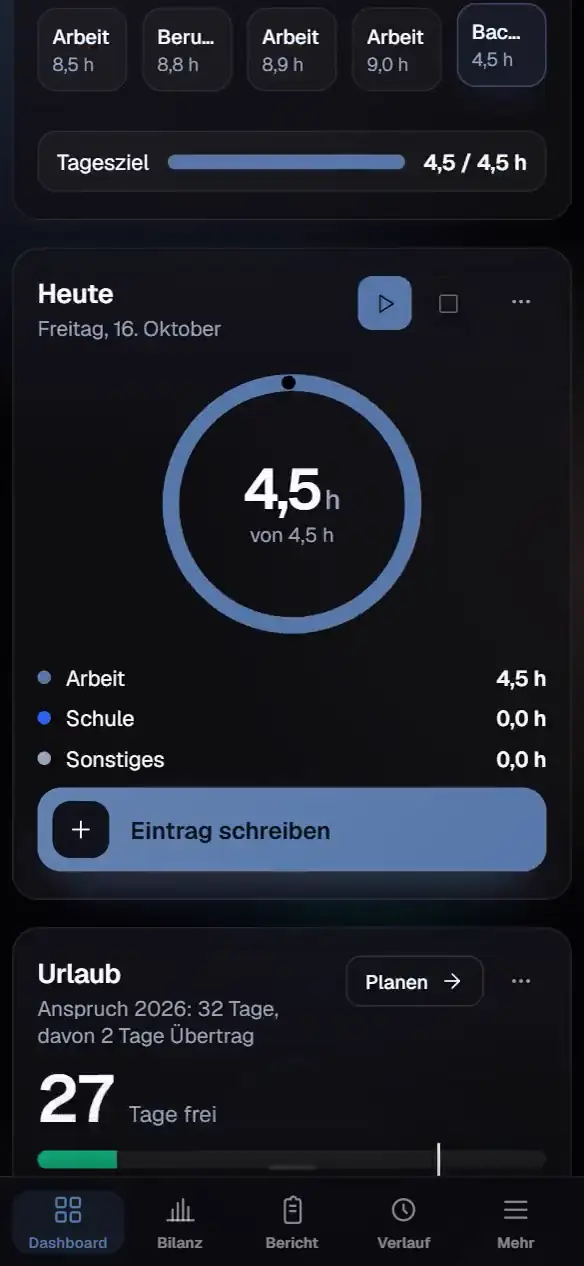 Arbeit
8,5 h
Beru...
8,8 h
Arbeit
8,9 h
Arbeit
9,0 h
Bac...
4,5 h
Tagesziel 4,5 / 4,5 h
Heute
Freitag, 16. Oktober
4,5 h
von 4,5 h
Arbeit 4,5 h
Schule 0,0 h
Sonstiges 0,0 h
Eintrag schreiben
Urlaub
Planen
Anspruch 2026: 32 Tage,
davon 2 Tage Übertrag
27 Tage frei
Dashboard Bilanz Bericht Verlauf Mehr